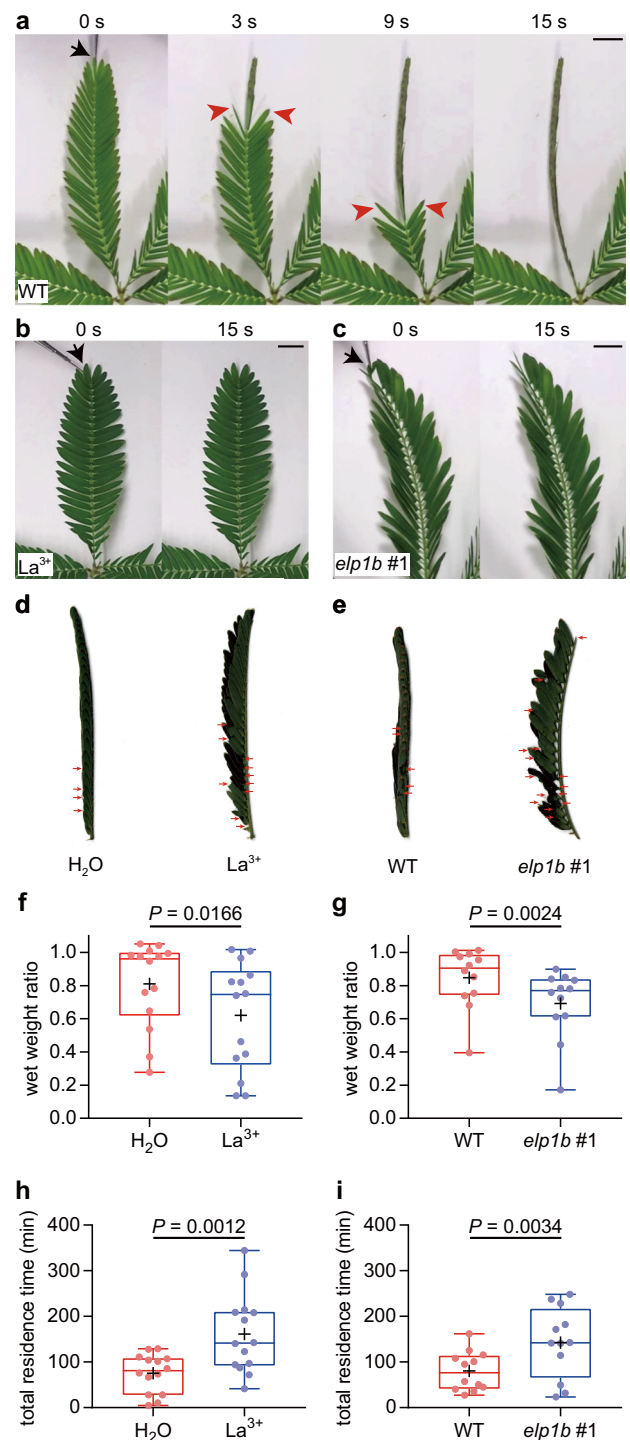 a 0 s 3 s 9 s 15 s
WT
b 0 s 15 s c 0 s 15 s
La³⁺ elp1b #1
d e
H₂O La³⁺ WT elp1b #1
f g
P = 0.0166 P = 0.0024
wet weight ratio
1.0
0.8
0.6
0.4
0.2
0.0
H₂O La³⁺
wet weight ratio
1.0
0.8
0.6
0.4
0.2
0.0
WT elp1b #1
h i
P = 0.0012 P = 0.0034
total residence time (min)
400
300
200
100
0
H₂O La³⁺
total residence time (min)
400
300
200
100
0
WT elp1b #1